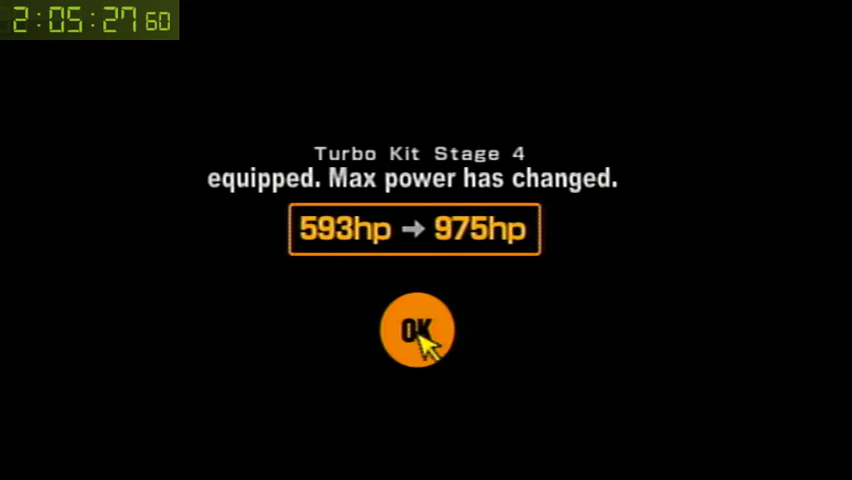 2:05:27 60
Turbo Kit Stage 4
equipped. Max power has changed.
593hp → 975hp
OK